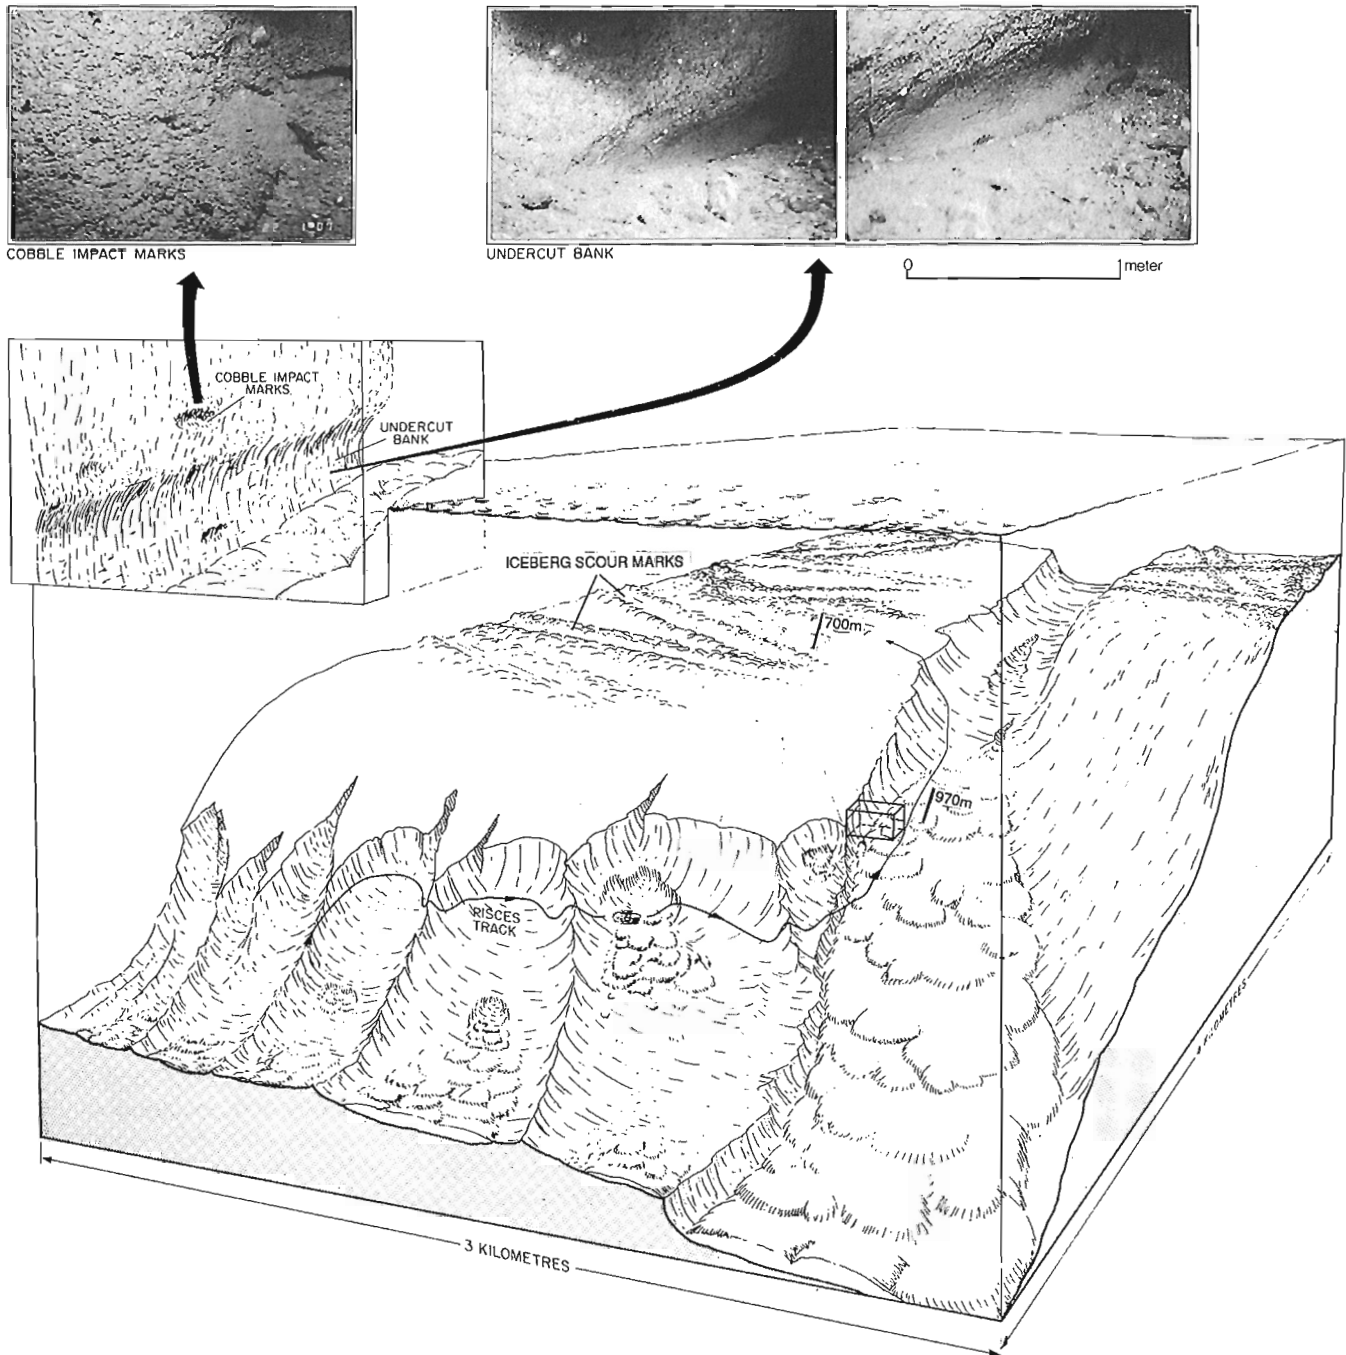 COBBLE IMPACT MARKS
UNDERCUT BANK
0 1 meter
COBBLE IMPACT
MARKS
UNDERCUT
BANK
ICEBERG SCOUR MARKS
700m
970m
PISCES
TRACK
KILOMETRES
3 KILOMETRES